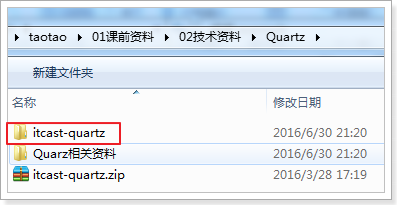 taotao ▸ 01课前资料 ▸ 02技术资料 ▸ Quartz ▸
新建文件夹
名称 修改日期
itcast-quartz 2016/6/30 21:20
Quarz相关资料 2016/6/30 21:20
itcast-quartz.zip 2016/3/28 17:19